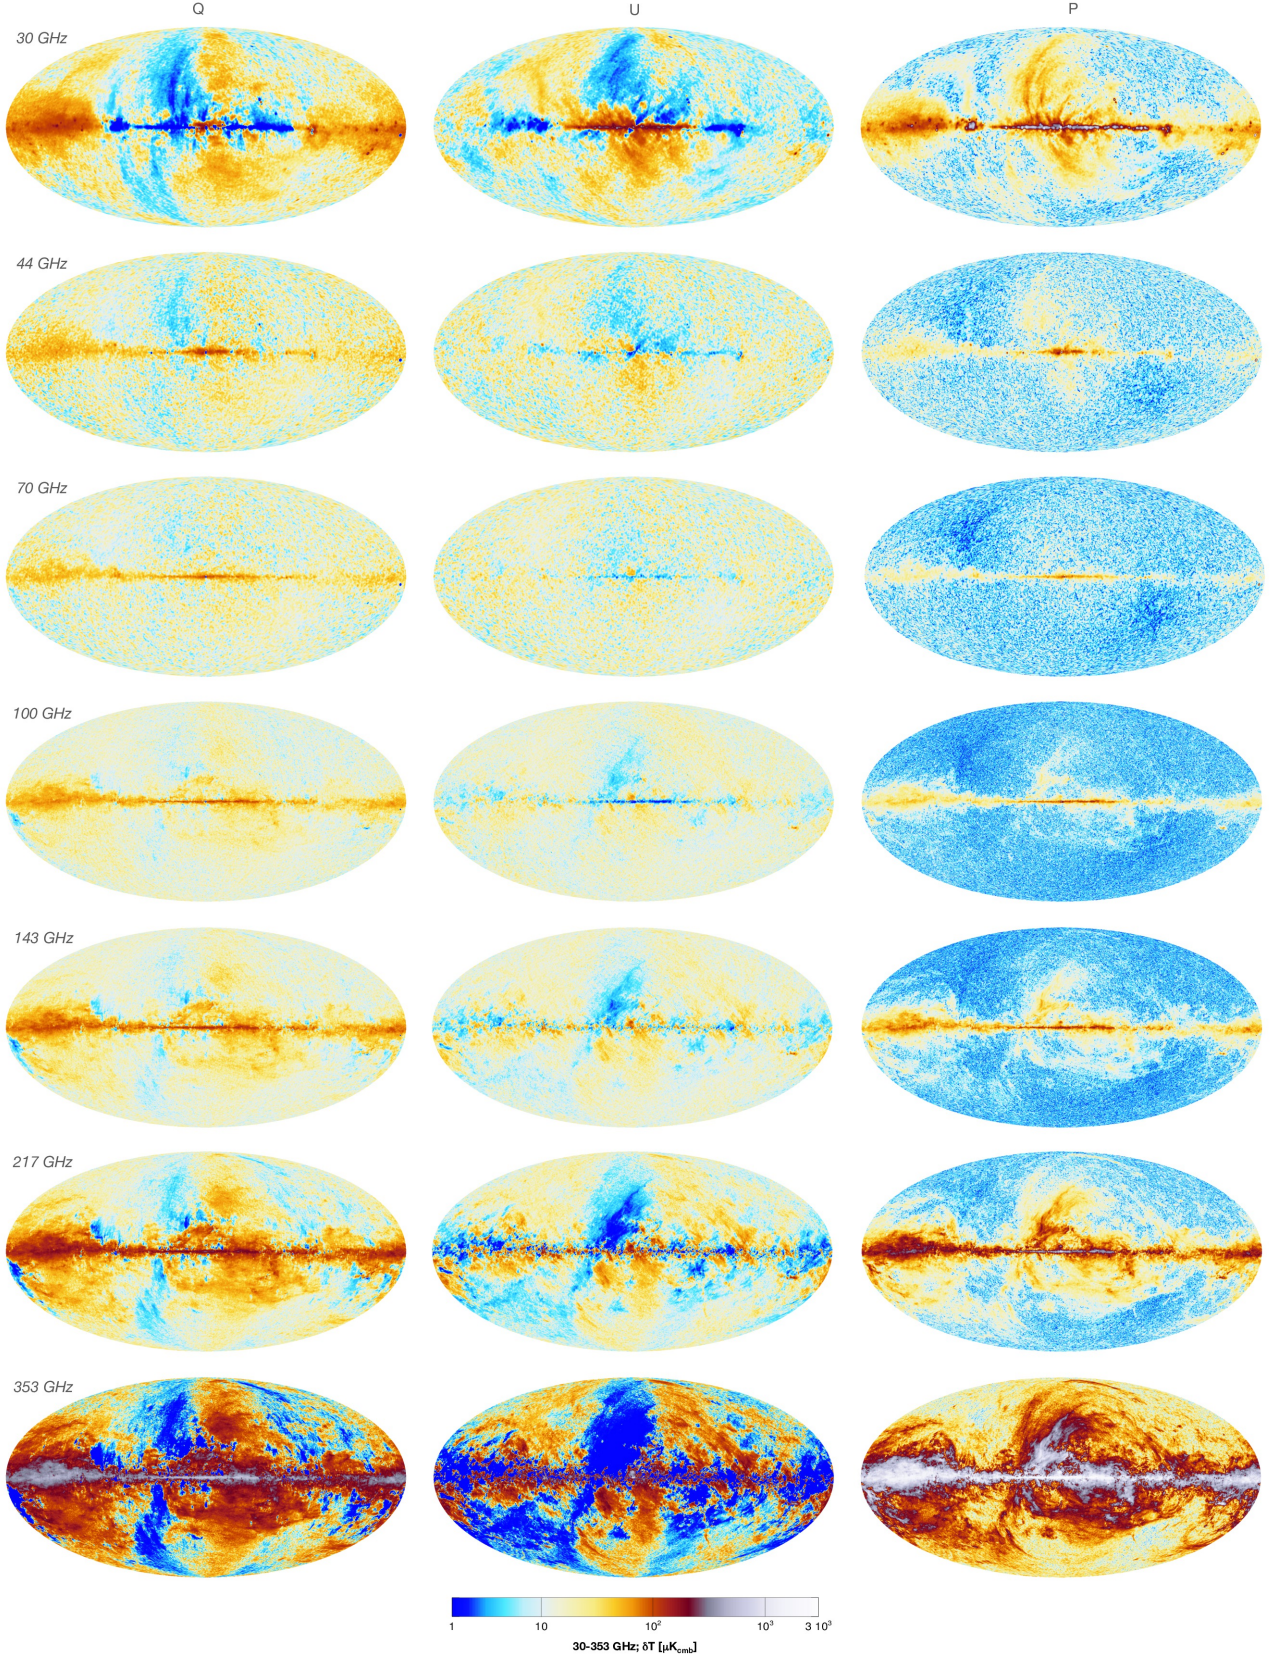 Q U P
30 GHz
44 GHz
70 GHz
100 GHz
143 GHz
217 GHz
353 GHz
1 10 10² 10³ 3 10³
30-353 GHz; δT [μK_cmb]